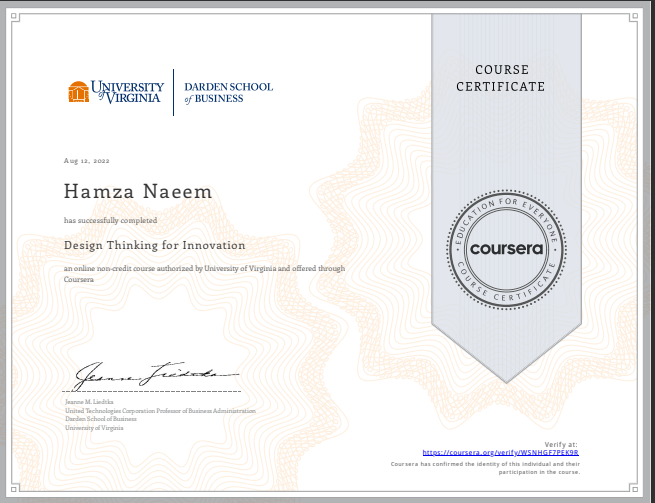 UNIVERSITY
of VIRGINIA
DARDEN SCHOOL
of BUSINESS
COURSE
CERTIFICATE
Aug 12, 2022
Hamza Naeem
has successfully completed
Design Thinking for Innovation
an online non-credit course authorized by University of Virginia and offered through
Coursera
EDUCATION FOR EVERYONE
coursera
COURSE CERTIFICATE
Jeanne M. Liedtka
United Technologies Corporation Professor of Business Administration
Darden School of Business
University of Virginia
Verify at:
https://coursera.org/verify/WSNHGF7PEK9R
Coursera has confirmed the identity of this individual and their
participation in the course.